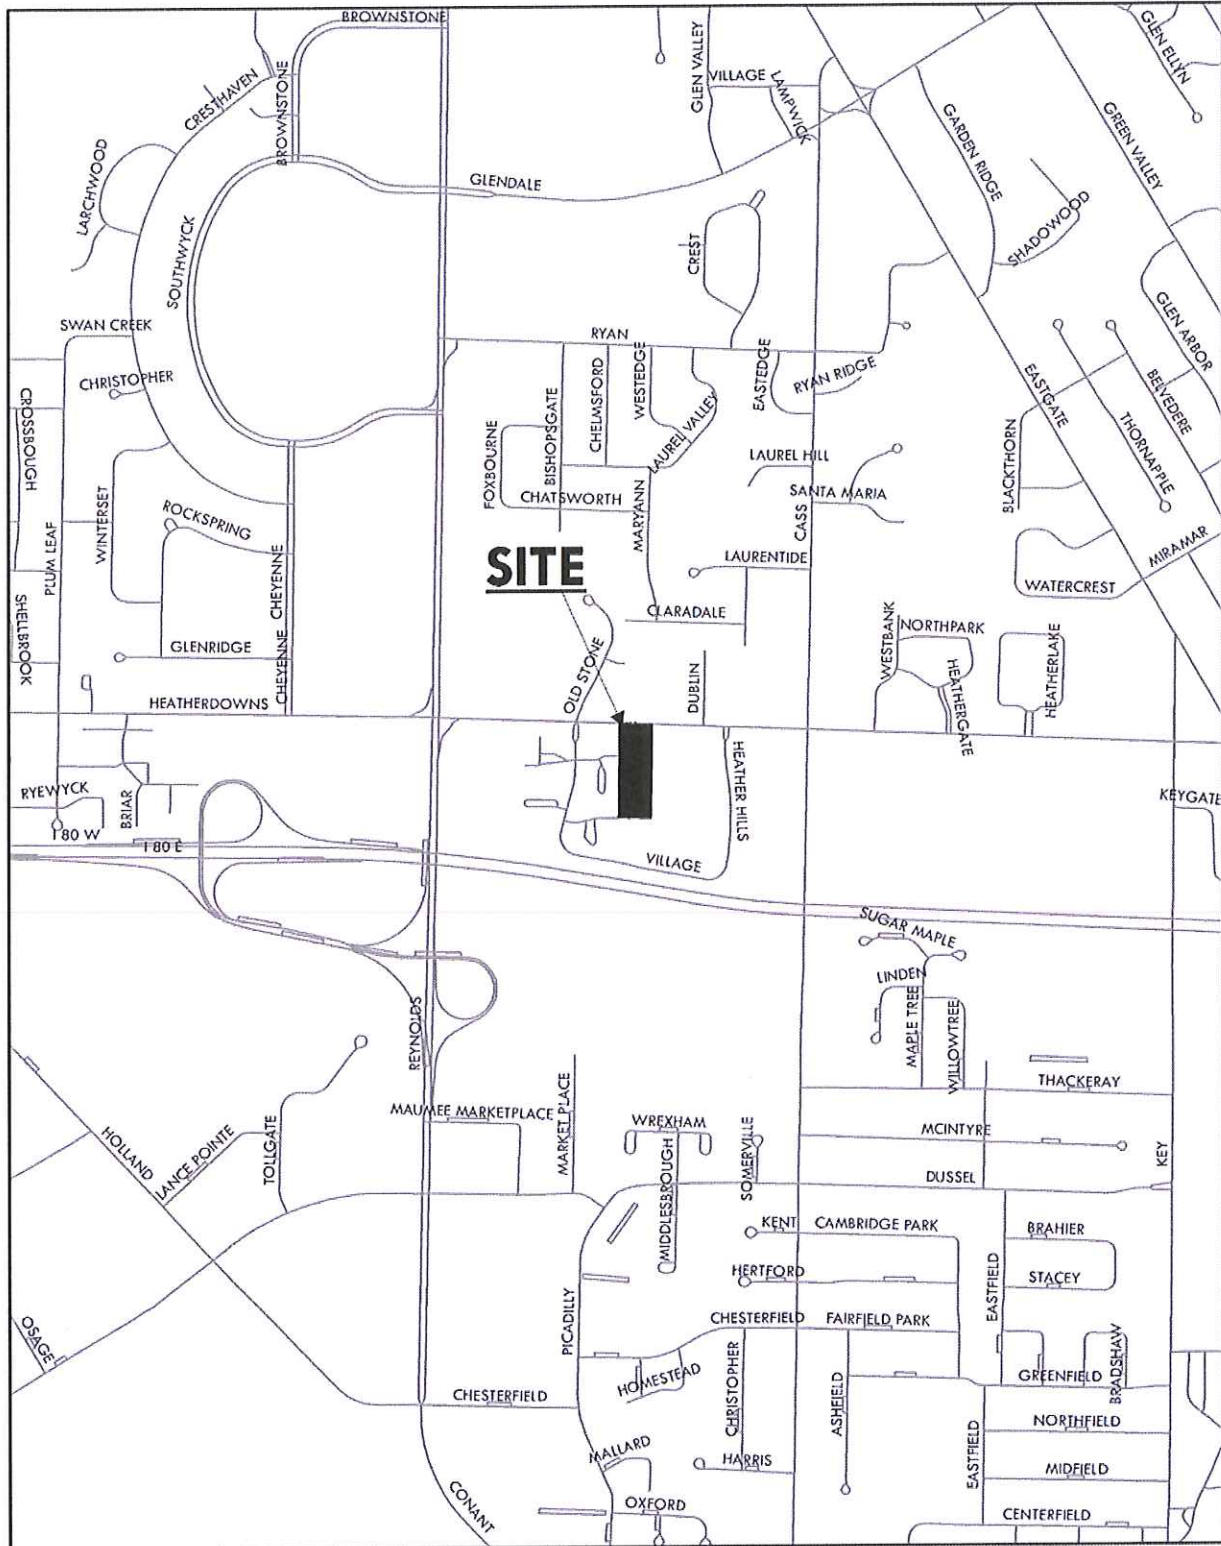 BROWNSTONE
GLEN ELLYN
GLEN VALLEY
VILLAGE
LAMPWICK
CRESTHAVEN
BROWNSTONE
GARDEN RIDGE
GREEN VALLEY
LARCHWOOD
GLENDALE
SOUTHWYCK
CREST
SHADOWOOD
SWAN CREEK
RYAN
GLEN ARBOR
CHRISTOPHER
CHELMSFORD
WESTEDGE
EASTEDGE
RYAN RIDGE
EASTGATE
BELVEDERE
CROSSBOUGH
BISHOPSGATE
LAUREL VALLEY
THORNAPPLE
FOXBOURNE
LAUREL HILL
BLACKTHORN
WINTERSET
ROCKSPRING
CHATSWORTH
SANTA MARIA
MARYANN
CASS
PLUM LEAF
CHEYENNE
SITE
LAURENTIDE
MIRAMAR
WATERCREST
SHELLBROOK
CHEYENNE
CLARADALE
NORTHPARK
WESTBANK
HEATHERLAKE
GLENRIDGE
OLD STONE
DUBLIN
HEATHERGATE
HEATHERDOWNS
HEATHER HILLS
RYEWYCK
BRIAR
KEYGATE
I 80 W
I 80 E
VILLAGE
SUGAR MAPLE
LINDEN
REYNOLDS
MAPLE TREE
WILLOWTREE
THACKERAY
MAUMEE MARKETPLACE
MARKET PLACE
WREXHAM
SOMERVILLE
MCINTYRE
KEY
HOLLAND
LANCE POINTE
TOLLGATE
MIDDLESBROUGH
DUSSEL
KENT
CAMBRIDGE PARK
BRAHIER
HERTFORD
EASTFIELD
STACEY
OSAGE
PICADILLY
CHESTERFIELD
FAIRFIELD PARK
BRADSHAW
HOMESTEAD
GREENFIELD
CHESTERFIELD
CHRISTOPHER
ASHFIELD
NORTHFIELD
MALLARD
HARRIS
EASTFIELD
MIDFIELD
CONANT
OXFORD
CENTERFIELD